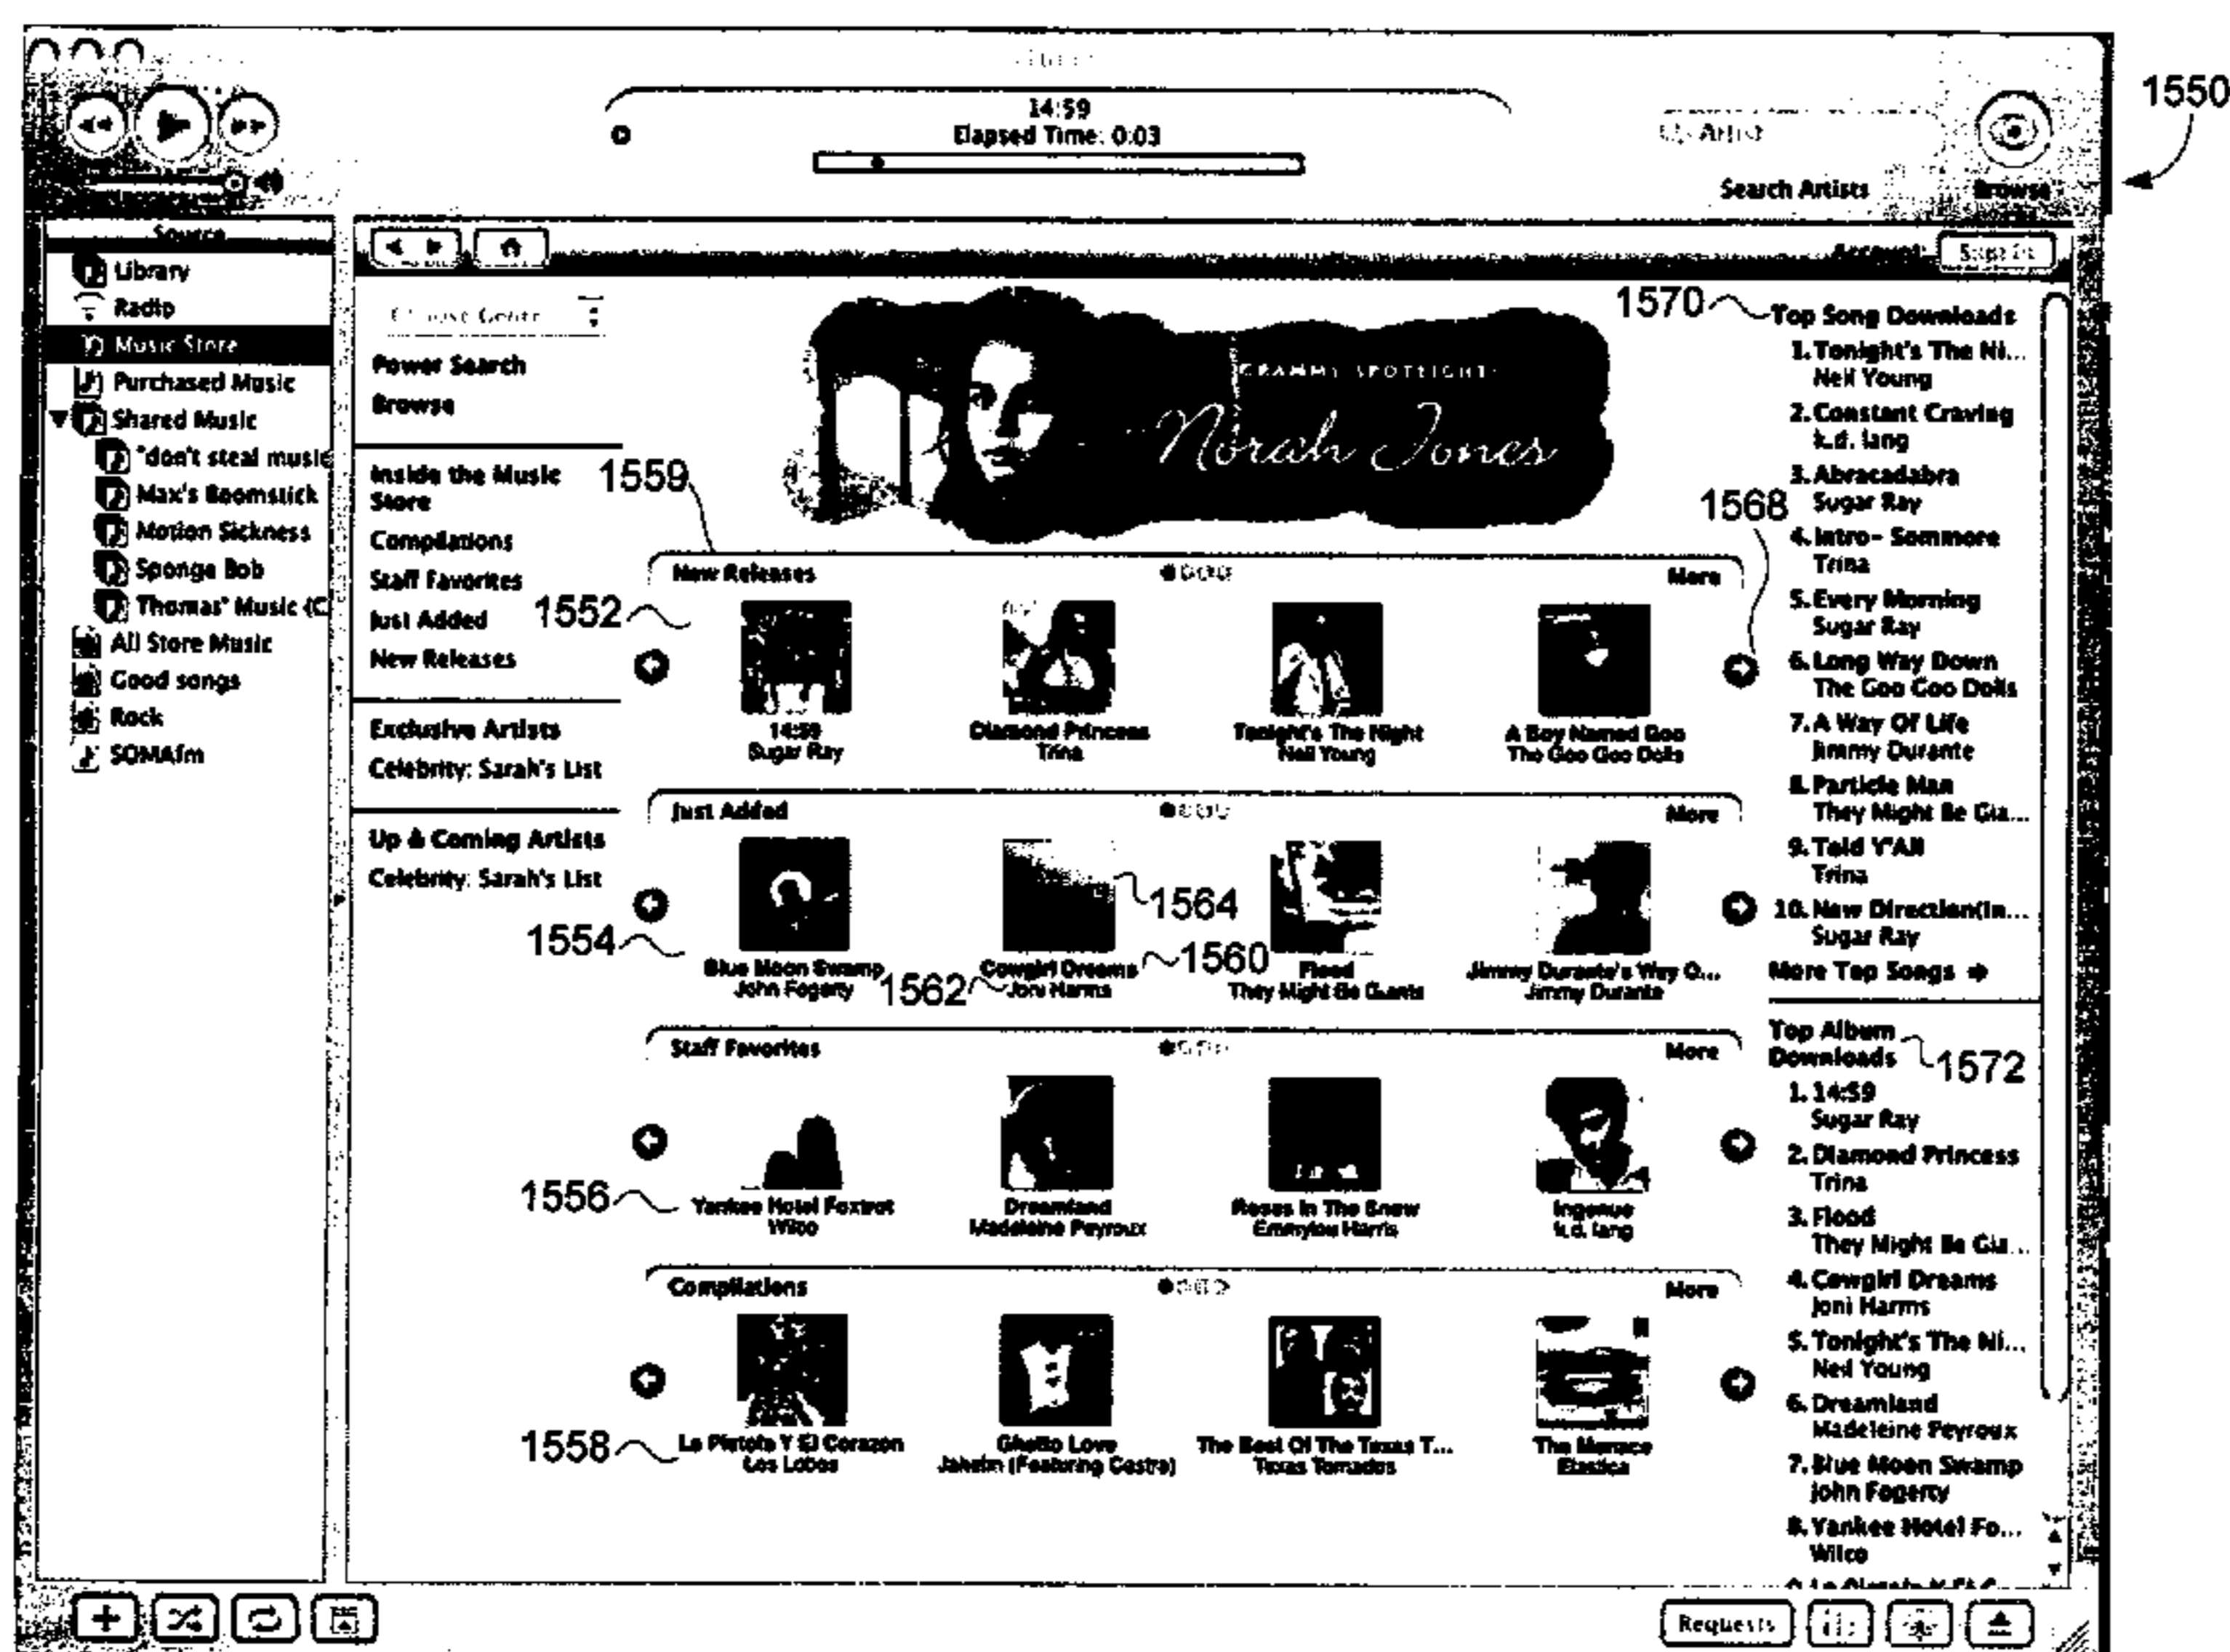 1550
14:59
Elapsed Time: 0:03
Artist
Search Artists
Browse
Source
Library
Radio
Music Store
Purchased Music
Shared Music
"don't steal music
Max's Boomstick
Motion Sickness
Sponge Bob
Thomas' Music (C
All Store Music
Good songs
Rock
SOMAfm
Account:
Sign In
Choose Genre
Power Search
Browse
Inside the Music
Store
Compilations
Staff Favorites
Just Added
New Releases
Exclusive Artists
Celebrity: Sarah's List
Up & Coming Artists
Celebrity: Sarah's List
GRAMMY SPOTLIGHT:
Norah Jones
1559
1568
New Releases More
1552
14:59
Sugar Ray
Diamond Princess
Trina
Tonight's The Night
Neil Young
A Boy Named Goo
The Goo Goo Dolls
Just Added More
1554
1564
1560
1562
Blue Moon Swamp
John Fogerty
Cowgirl Dreams
Joni Harms
Flood
They Might Be Giants
Jimmy Durante's Way O...
Jimmy Durante
Staff Favorites More
1556
Yankee Hotel Foxtrot
Wilco
Dreamland
Madeleine Peyroux
Roses In The Snow
Emmylou Harris
Ingenue
k.d. lang
Compilations More
1558
La Pistola Y El Corazon
Los Lobos
Ghetto Love
Jaheim (Featuring Castro)
The Best Of The Texas T...
Texas Tornados
The Menace
Elastica
1570
Top Song Downloads
1. Tonight's The Ni...
Neil Young
2. Constant Craving
k.d. lang
3. Abracadabra
Sugar Ray
4. Intro- Sommore
Trina
5. Every Morning
Sugar Ray
6. Long Way Down
The Goo Goo Dolls
7. A Way Of Life
Jimmy Durante
8. Particle Man
They Might Be Gia...
9. Told Y'All
Trina
10. New Direction(In...
Sugar Ray
More Top Songs
Top Album
Downloads
1572
1. 14:59
Sugar Ray
2. Diamond Princess
Trina
3. Flood
They Might Be Gia...
4. Cowgirl Dreams
Joni Harms
5. Tonight's The Ni...
Neil Young
6. Dreamland
Madeleine Peyroux
7. Blue Moon Swamp
John Fogerty
8. Yankee Hotel Fo...
Wilco
Requests